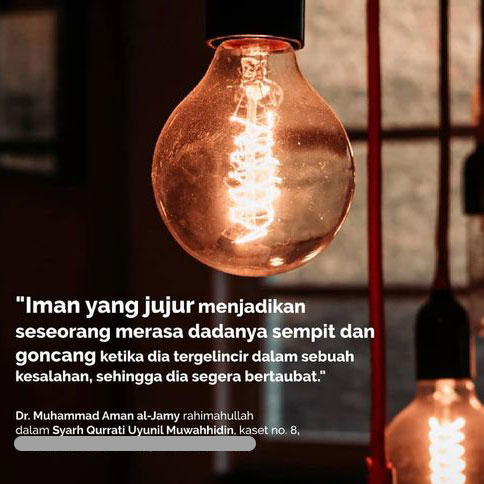 "Iman yang jujur menjadikan
seseorang merasa dadanya sempit dan
goncang ketika dia tergelincir dalam sebuah
kesalahan, sehingga dia segera bertaubat."
Dr. Muhammad Aman al-Jamy rahimahullah
dalam Syarh Qurrati Uyunil Muwahhidin, kaset no. 8,